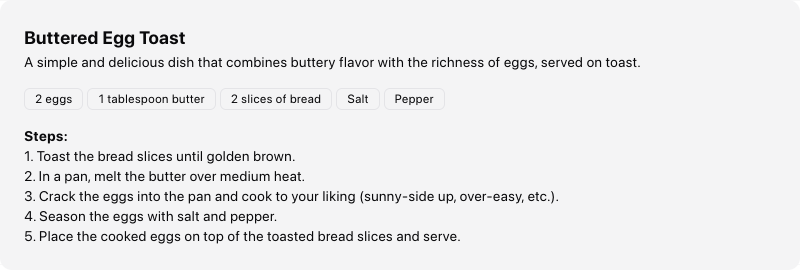 Buttered Egg Toast
A simple and delicious dish that combines buttery flavor with the richness of eggs, served on toast.
2 eggs 1 tablespoon butter 2 slices of bread Salt Pepper
Steps:
1. Toast the bread slices until golden brown.
2. In a pan, melt the butter over medium heat.
3. Crack the eggs into the pan and cook to your liking (sunny-side up, over-easy, etc.).
4. Season the eggs with salt and pepper.
5. Place the cooked eggs on top of the toasted bread slices and serve.